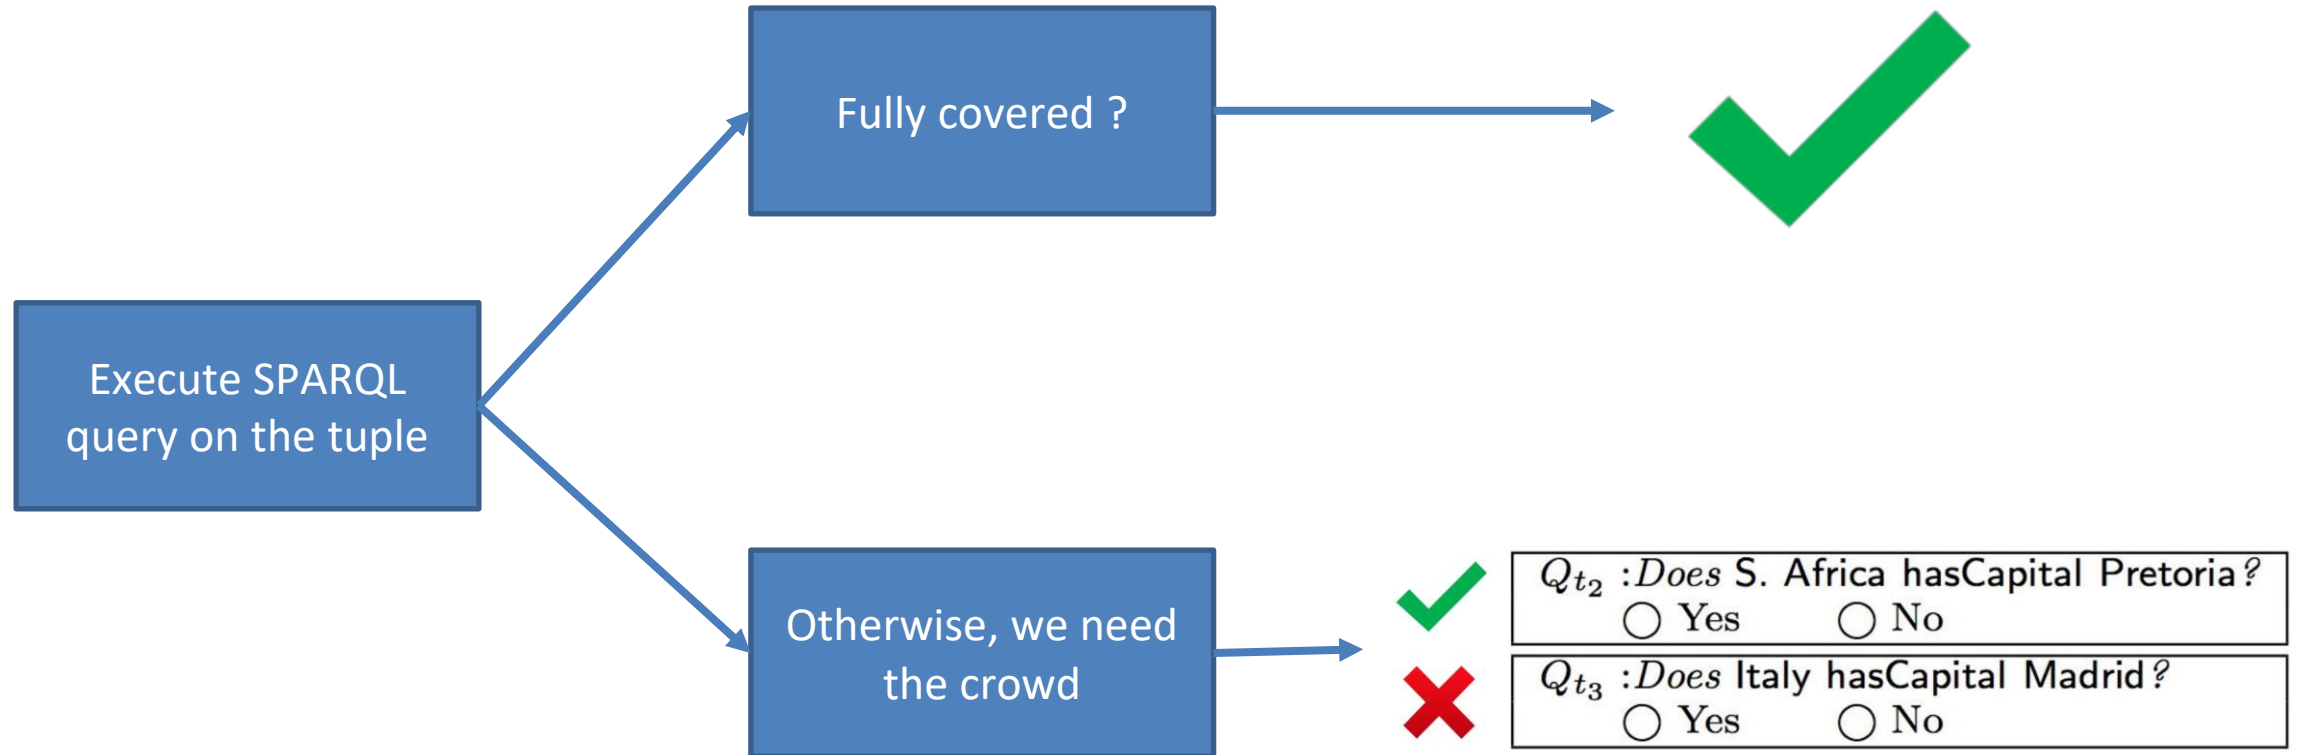 Fully covered ?
Execute SPARQL
query on the tuple
Otherwise, we need
the crowd
Qt2 :Does S. Africa hasCapital Pretoria?
○ Yes ○ No
Qt3 :Does Italy hasCapital Madrid?
○ Yes ○ No